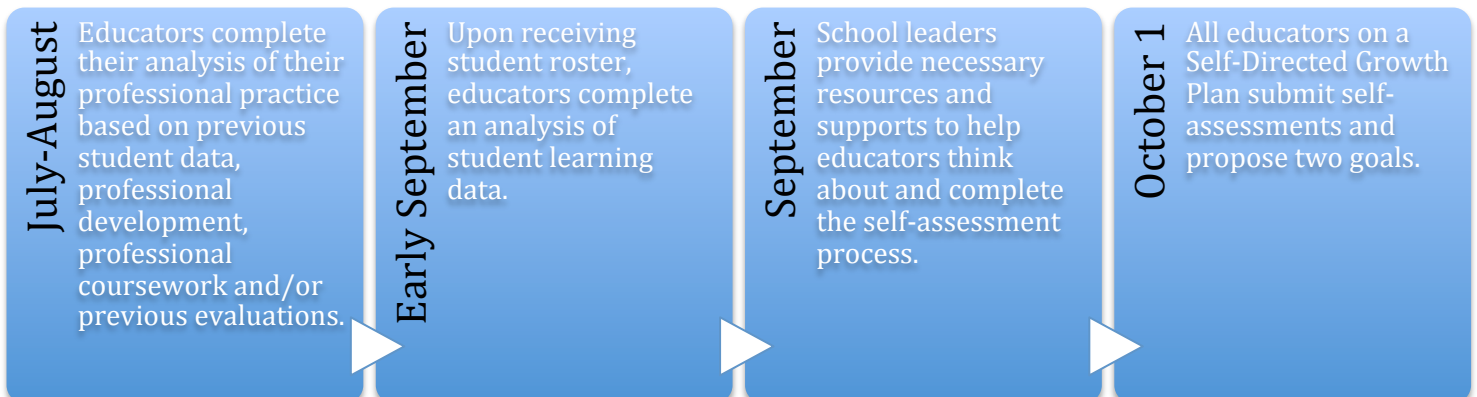 July-August
Educators complete
their analysis of their
professional practice
based on previous
student data,
professional
development,
professional
coursework and/or
previous evaluations.
Early September
Upon receiving
student roster,
educators complete
an analysis of
student learning
data.
September
School leaders
provide necessary
resources and
supports to help
educators think
about and complete
the self-assessment
process.
October 1
All educators on a
Self-Directed Growth
Plan submit self-
assessments and
propose two goals.